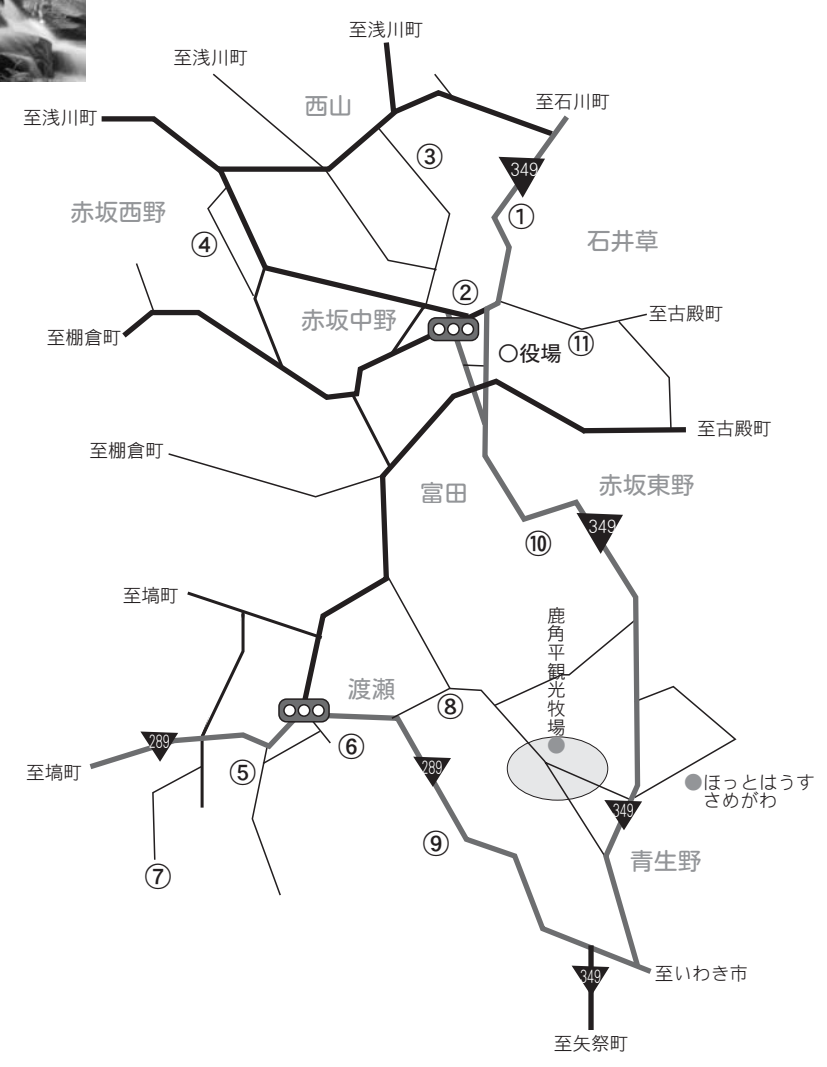 至浅川町
至浅川町
至浅川町
西山
至石川町
③
349
赤坂西野
①
④
石井草
②
赤坂中野
至古殿町
至棚倉町
○役場
⑪
至古殿町
至棚倉町
富田
赤坂東野
349
⑩
至塙町
鹿角平観光牧場
渡瀬
⑧
289
⑥
至塙町
⑤
289
ほっとはうす
さめがわ
349
⑨
青生野
⑦
349
至いわき市
至矢祭町